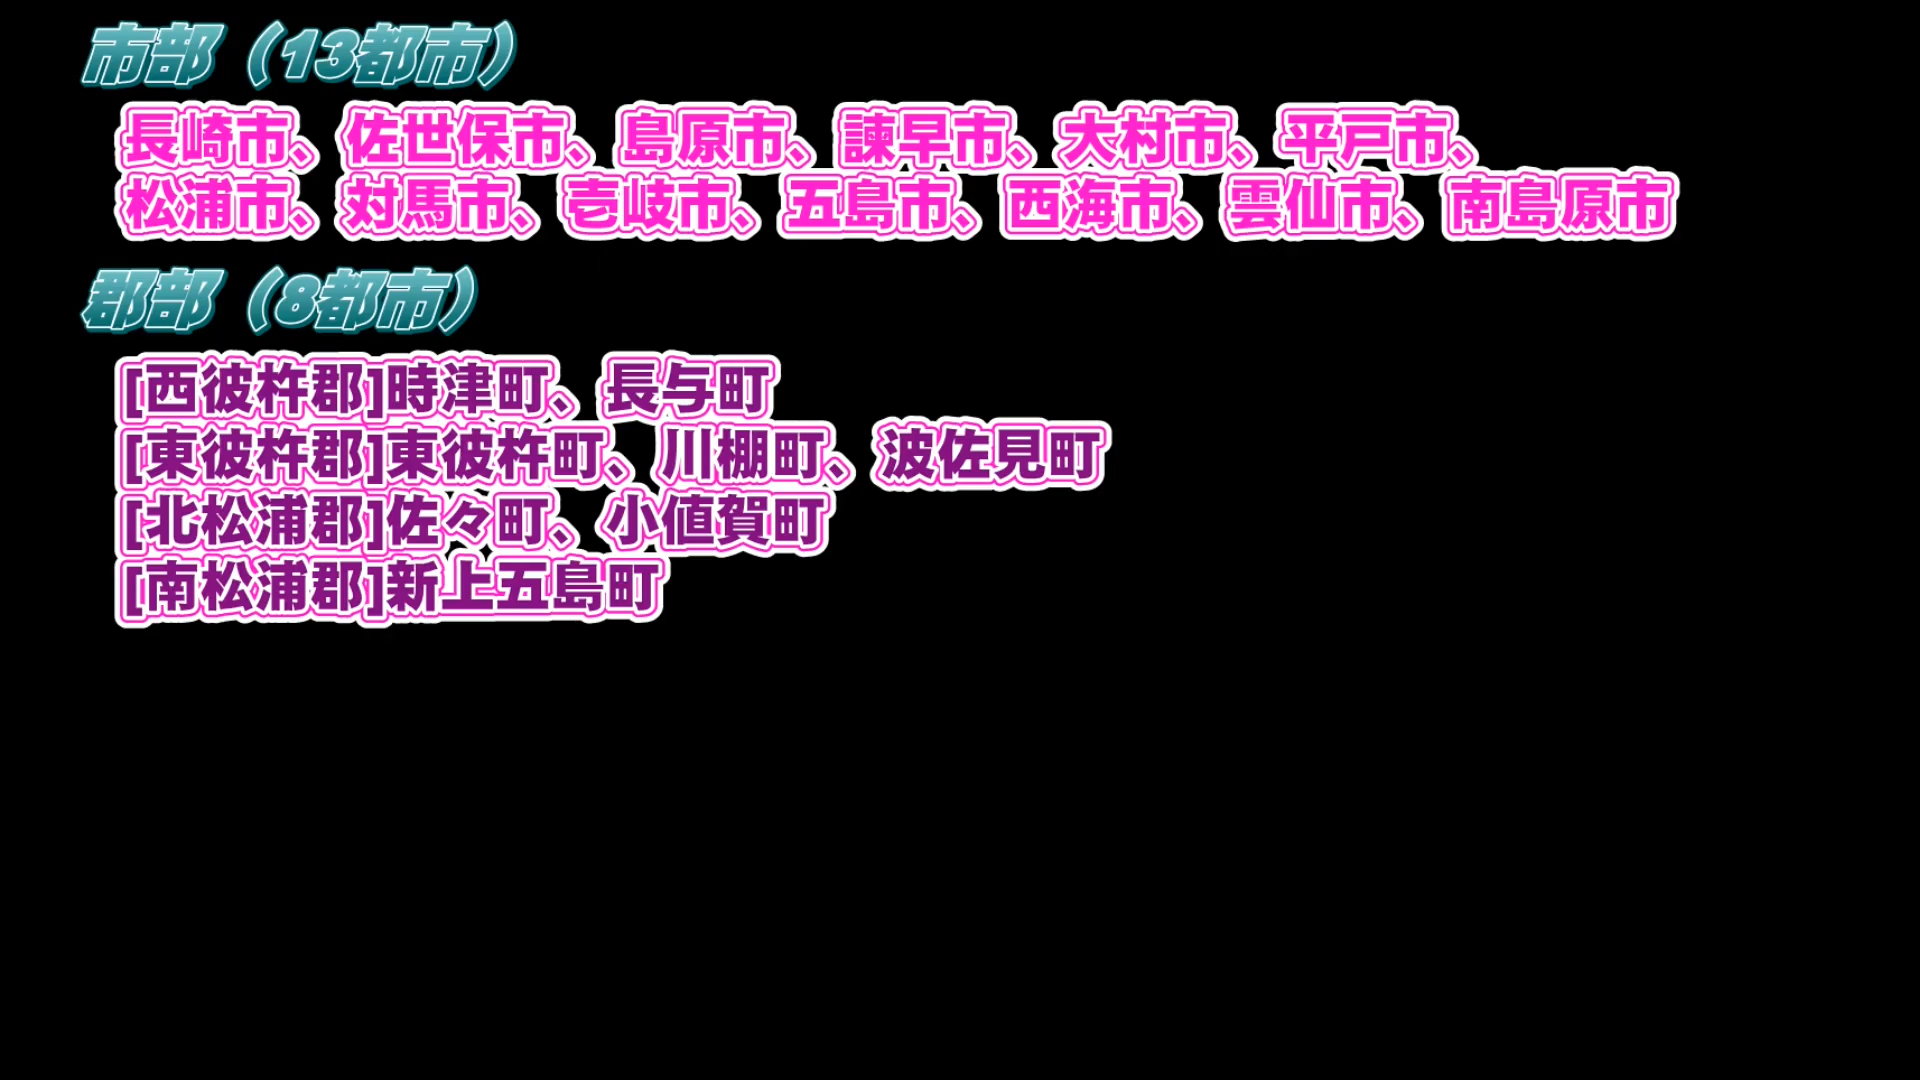 市部（13都市）
長崎市、佐世保市、島原市、諫早市、大村市、平戸市、
松浦市、対馬市、壱岐市、五島市、西海市、雲仙市、南島原市
郡部（8都市）
[西彼杵郡]時津町、長与町
[東彼杵郡]東彼杵町、川棚町、波佐見町
[北松浦郡]佐々町、小値賀町
[南松浦郡]新上五島町